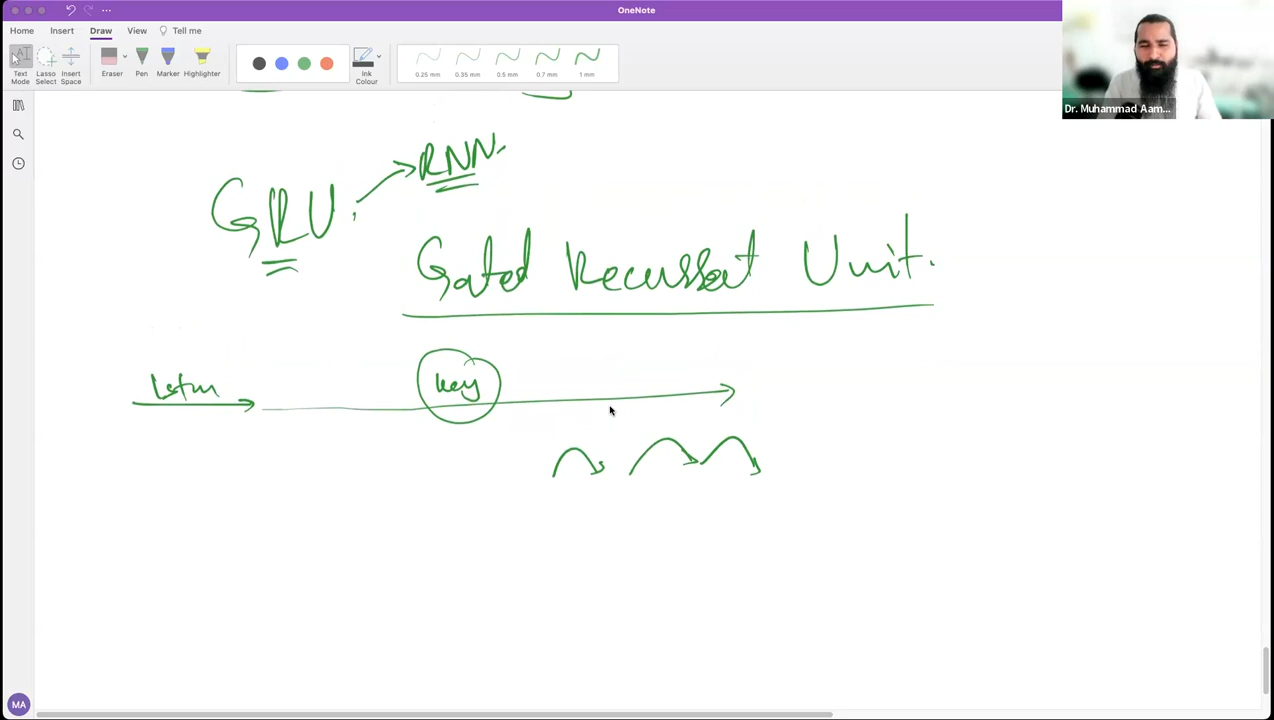 OneNote
Home Insert Draw View Tell me
Text Mode Lasso Select Insert Space Eraser Pen Marker Highlighter Ink Colour 0.25 mm 0.35 mm 0.5 mm 0.7 mm 1 mm
Dr. Muhammad Aam...
RNN.
GRU.
Gated Recurrent Unit.
lstm
key
MA